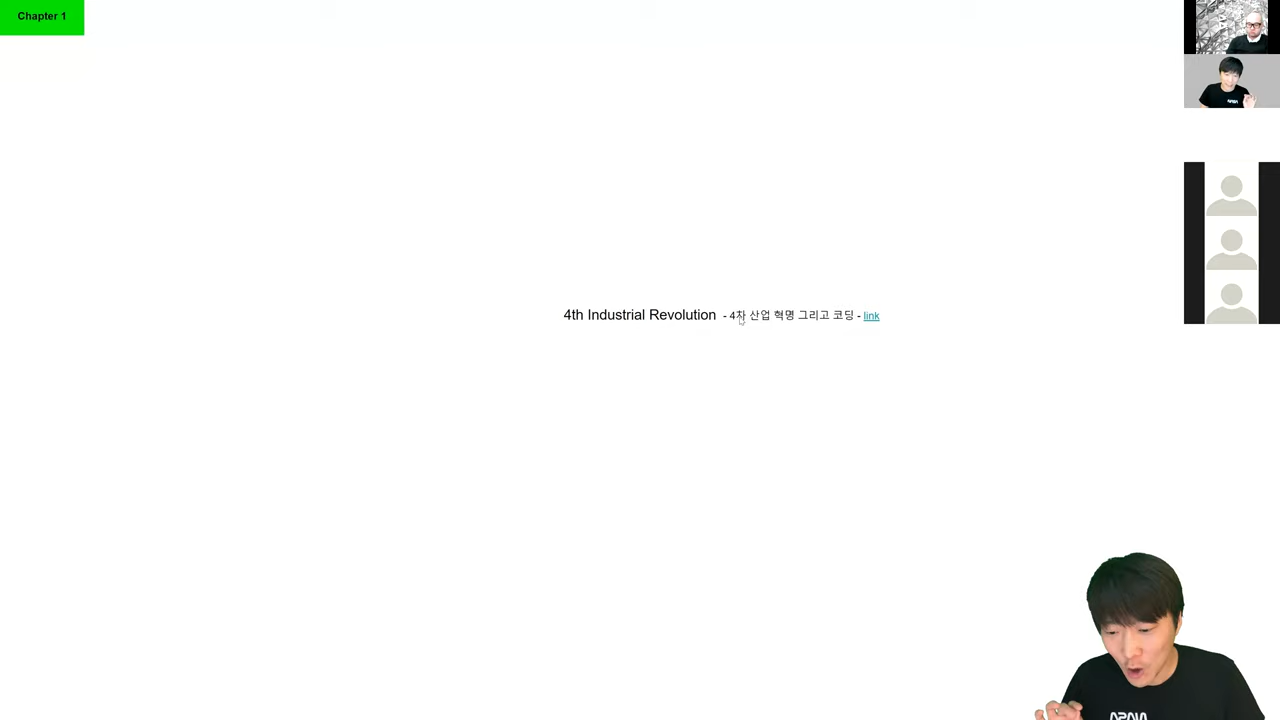 Chapter 1
4th Industrial Revolution - 4차 산업 혁명 그리고 코딩 - link